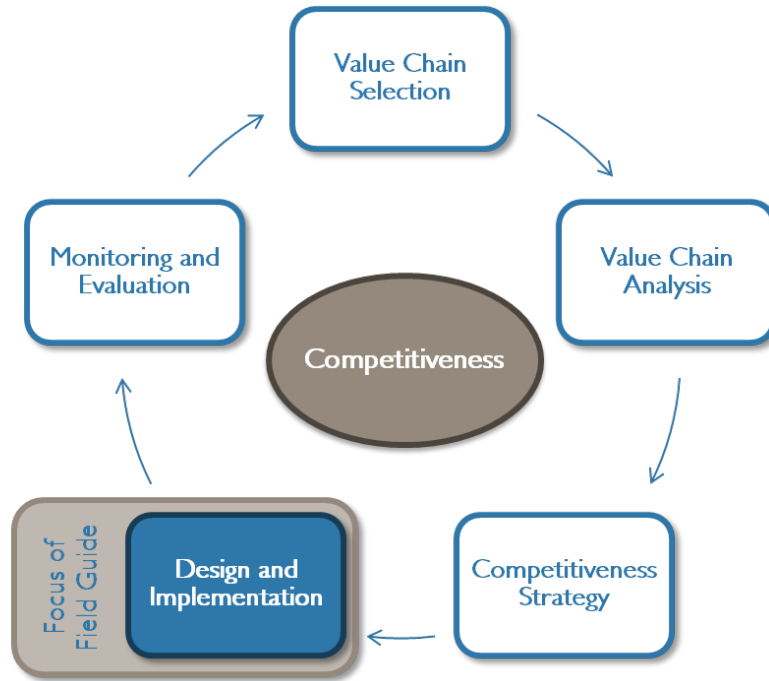 Value Chain
Selection
Monitoring and
Evaluation
Value Chain
Analysis
Competitiveness
Focus of
Field Guide
Design and
Implementation
Competitiveness
Strategy